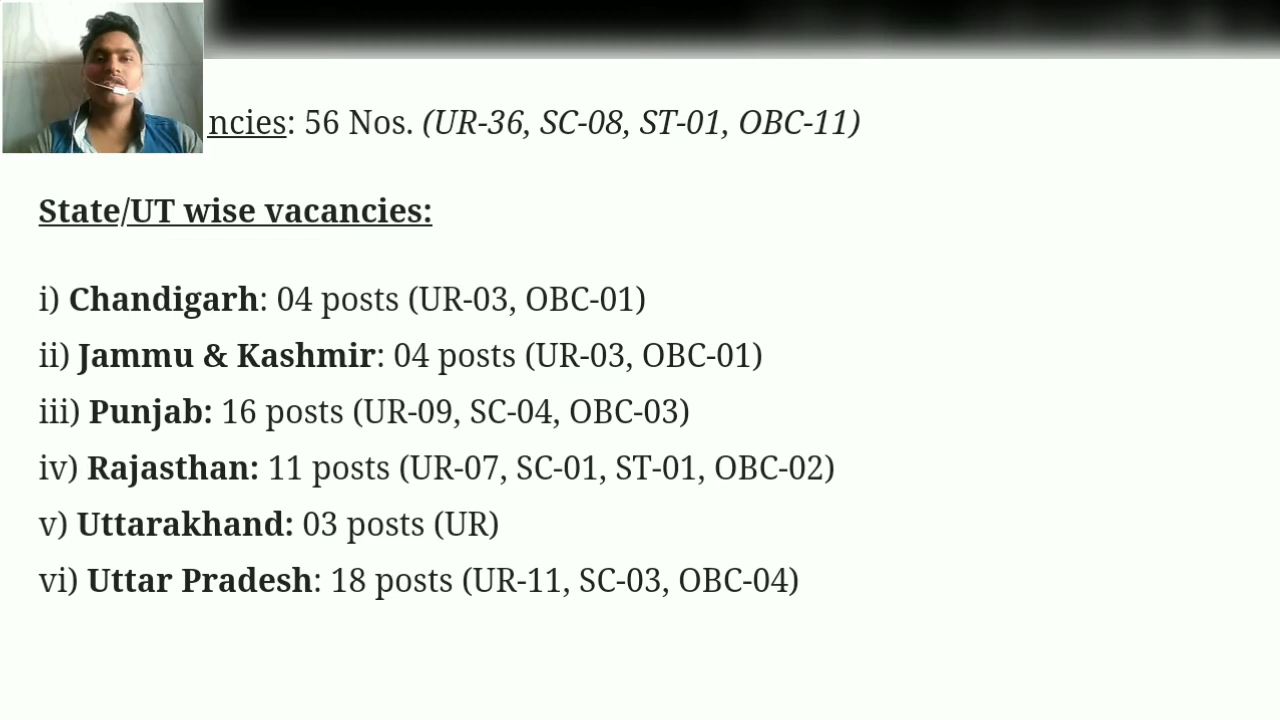 ncies: 56 Nos. (UR-36, SC-08, ST-01, OBC-11)
State/UT wise vacancies:
i) Chandigarh: 04 posts (UR-03, OBC-01)
ii) Jammu & Kashmir: 04 posts (UR-03, OBC-01)
iii) Punjab: 16 posts (UR-09, SC-04, OBC-03)
iv) Rajasthan: 11 posts (UR-07, SC-01, ST-01, OBC-02)
v) Uttarakhand: 03 posts (UR)
vi) Uttar Pradesh: 18 posts (UR-11, SC-03, OBC-04)